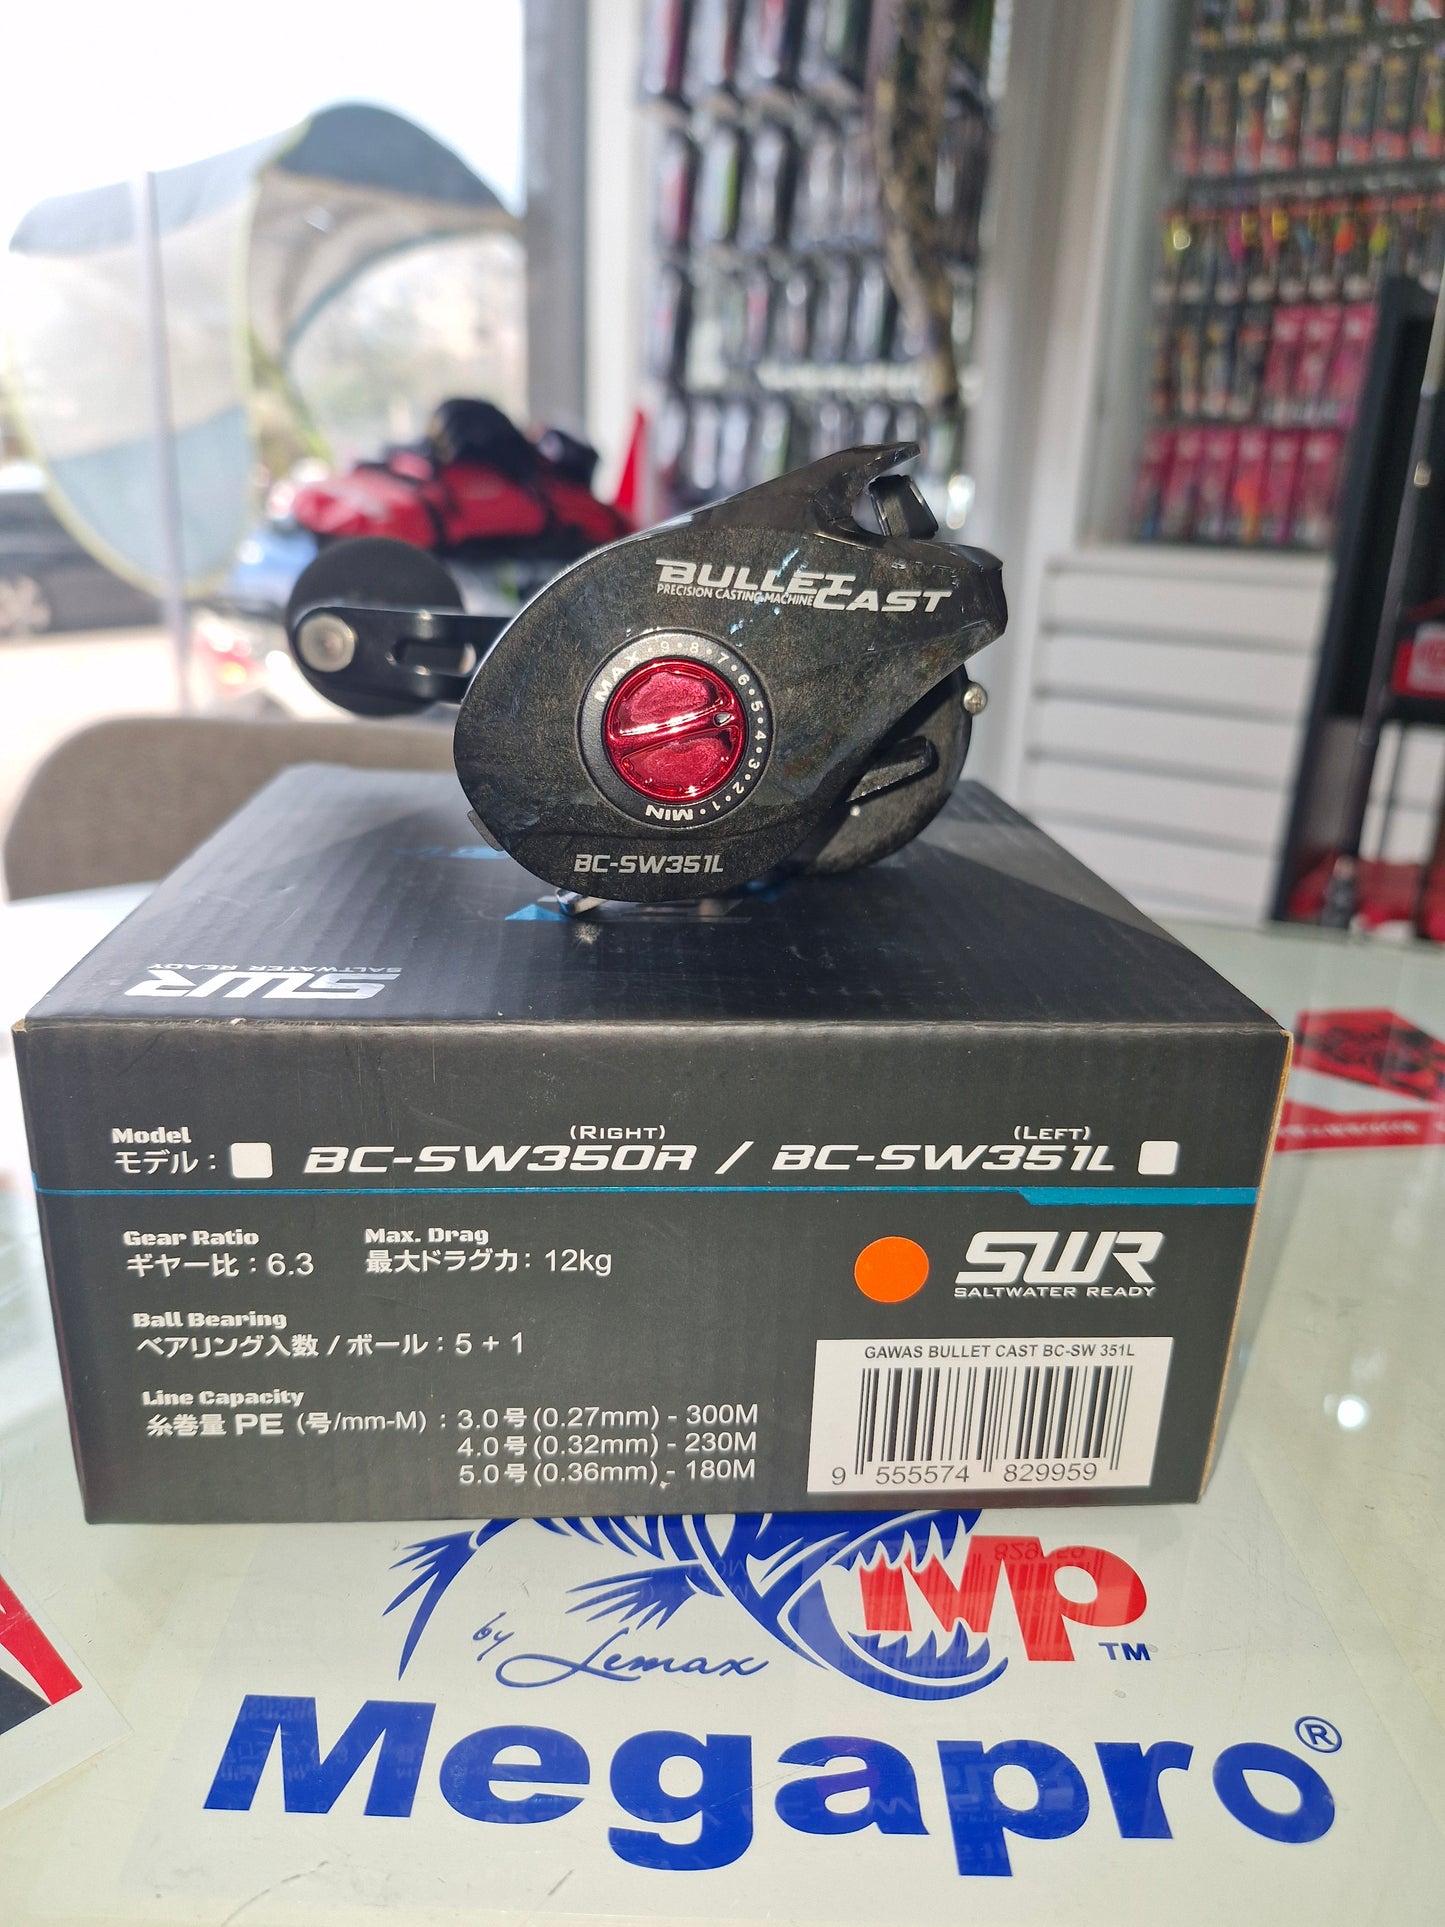 BULLET CAST
PRECISION CASTING MACHINE
MAX • 9 • 8 • 7 • 6 • 5 • 4 • 3 • 2 • 1 • MIN
BC-SW351L
SWR
SALTWATER READY
(RIGHT) (LEFT)
Model
モデル : BC-SW350R / BC-SW351L
Gear Ratio Max. Drag
ギヤー比 : 6.3 最大ドラグ力 : 12kg
SWR
SALTWATER READY
Ball Bearing
ベアリング入数 / ボール : 5 + 1
GAWAS BULLET CAST BC-SW 351L
9 555574 829959
Line Capacity
糸巻量 PE (号/mm-M) : 3.0号(0.27mm) - 300M
4.0号(0.32mm) - 230M
5.0号(0.36mm) - 180M
mp TM
by Lemax
Megapro®